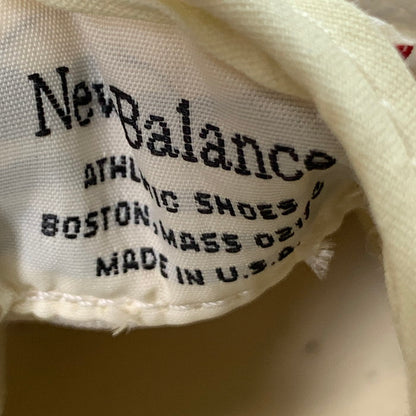 New Balance
ATHLETIC SHOES
BOSTON, MASS
MADE IN U.S.A.